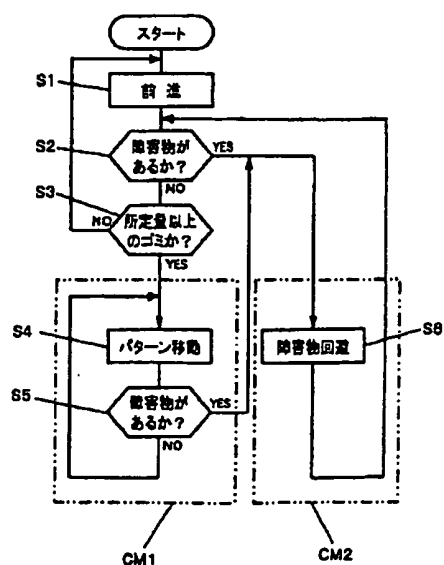 スタート
S1
前進
S2
障害物が
あるか?
YES
NO
S3
所定量以上
のゴミか?
NO
YES
S4
パターン移動
S5
障害物が
あるか?
YES
NO
S6
障害物回避
CM1
CM2